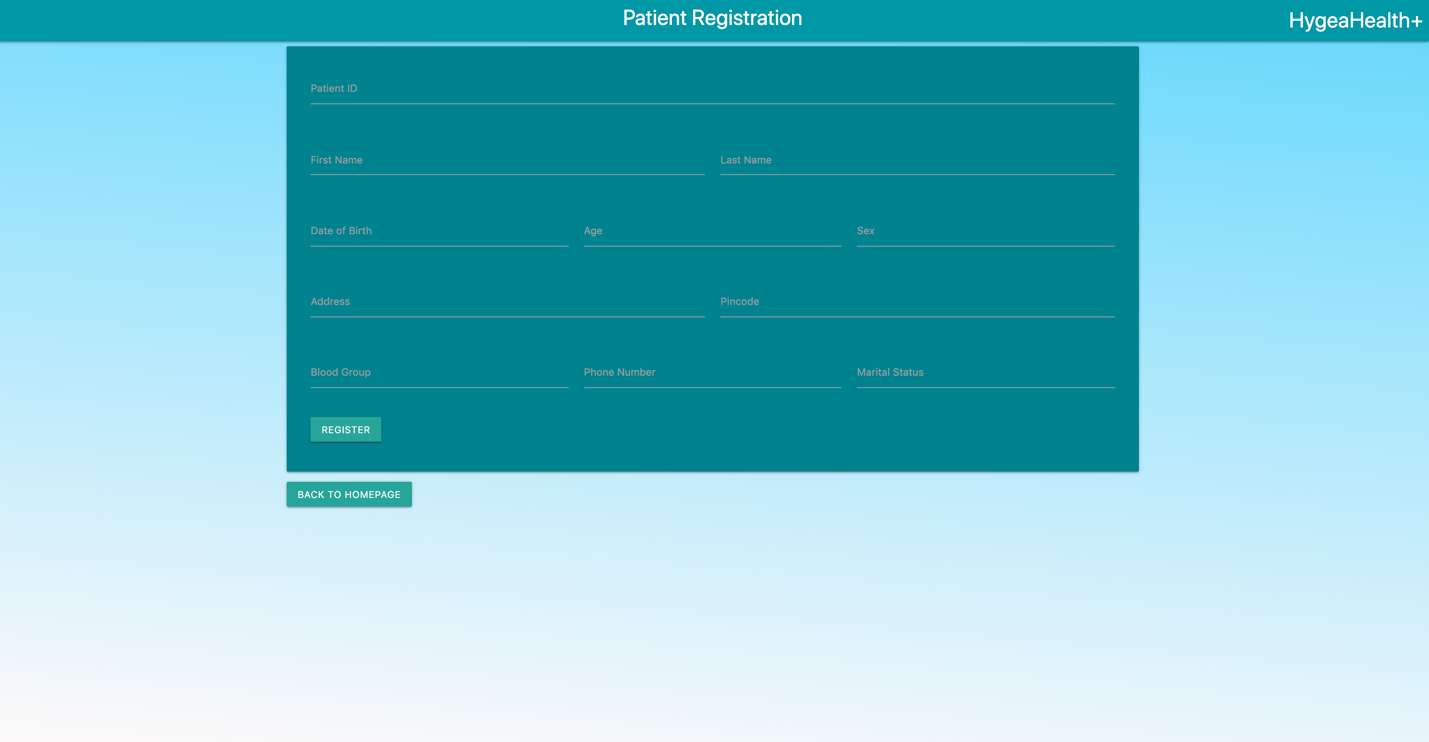 Patient Registration
HygeaHealth+
Patient ID
First Name
Last Name
Date of Birth
Age
Sex
Address
Pincode
Blood Group
Phone Number
Marital Status
REGISTER
BACK TO HOMEPAGE